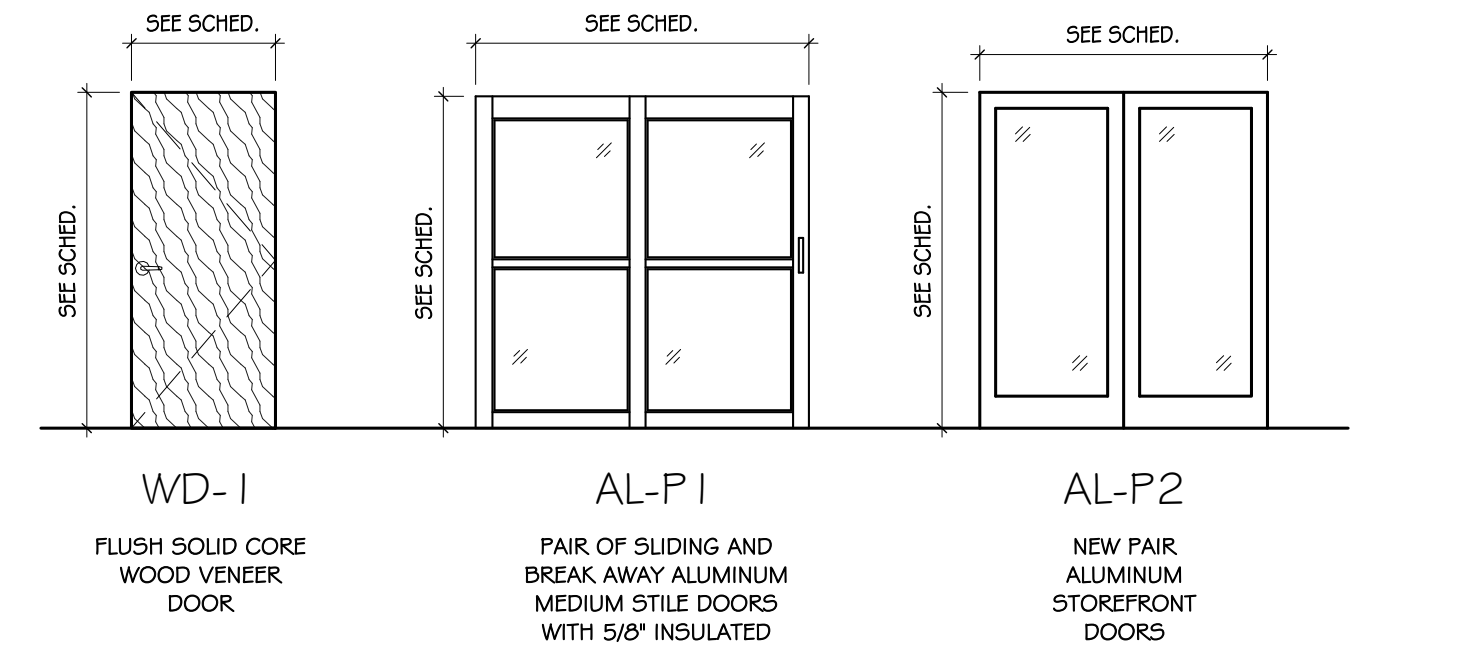 SEE SCHED.
SEE SCHED.
SEE SCHED.
SEE SCHED.
SEE SCHED.
SEE SCHED.
WD-1
FLUSH SOLID CORE
WOOD VENEER
DOOR
AL-P1
PAIR OF SLIDING AND
BREAK AWAY ALUMINUM
MEDIUM STILE DOORS
WITH 5/8" INSULATED
AL-P2
NEW PAIR
ALUMINUM
STOREFRONT
DOORS